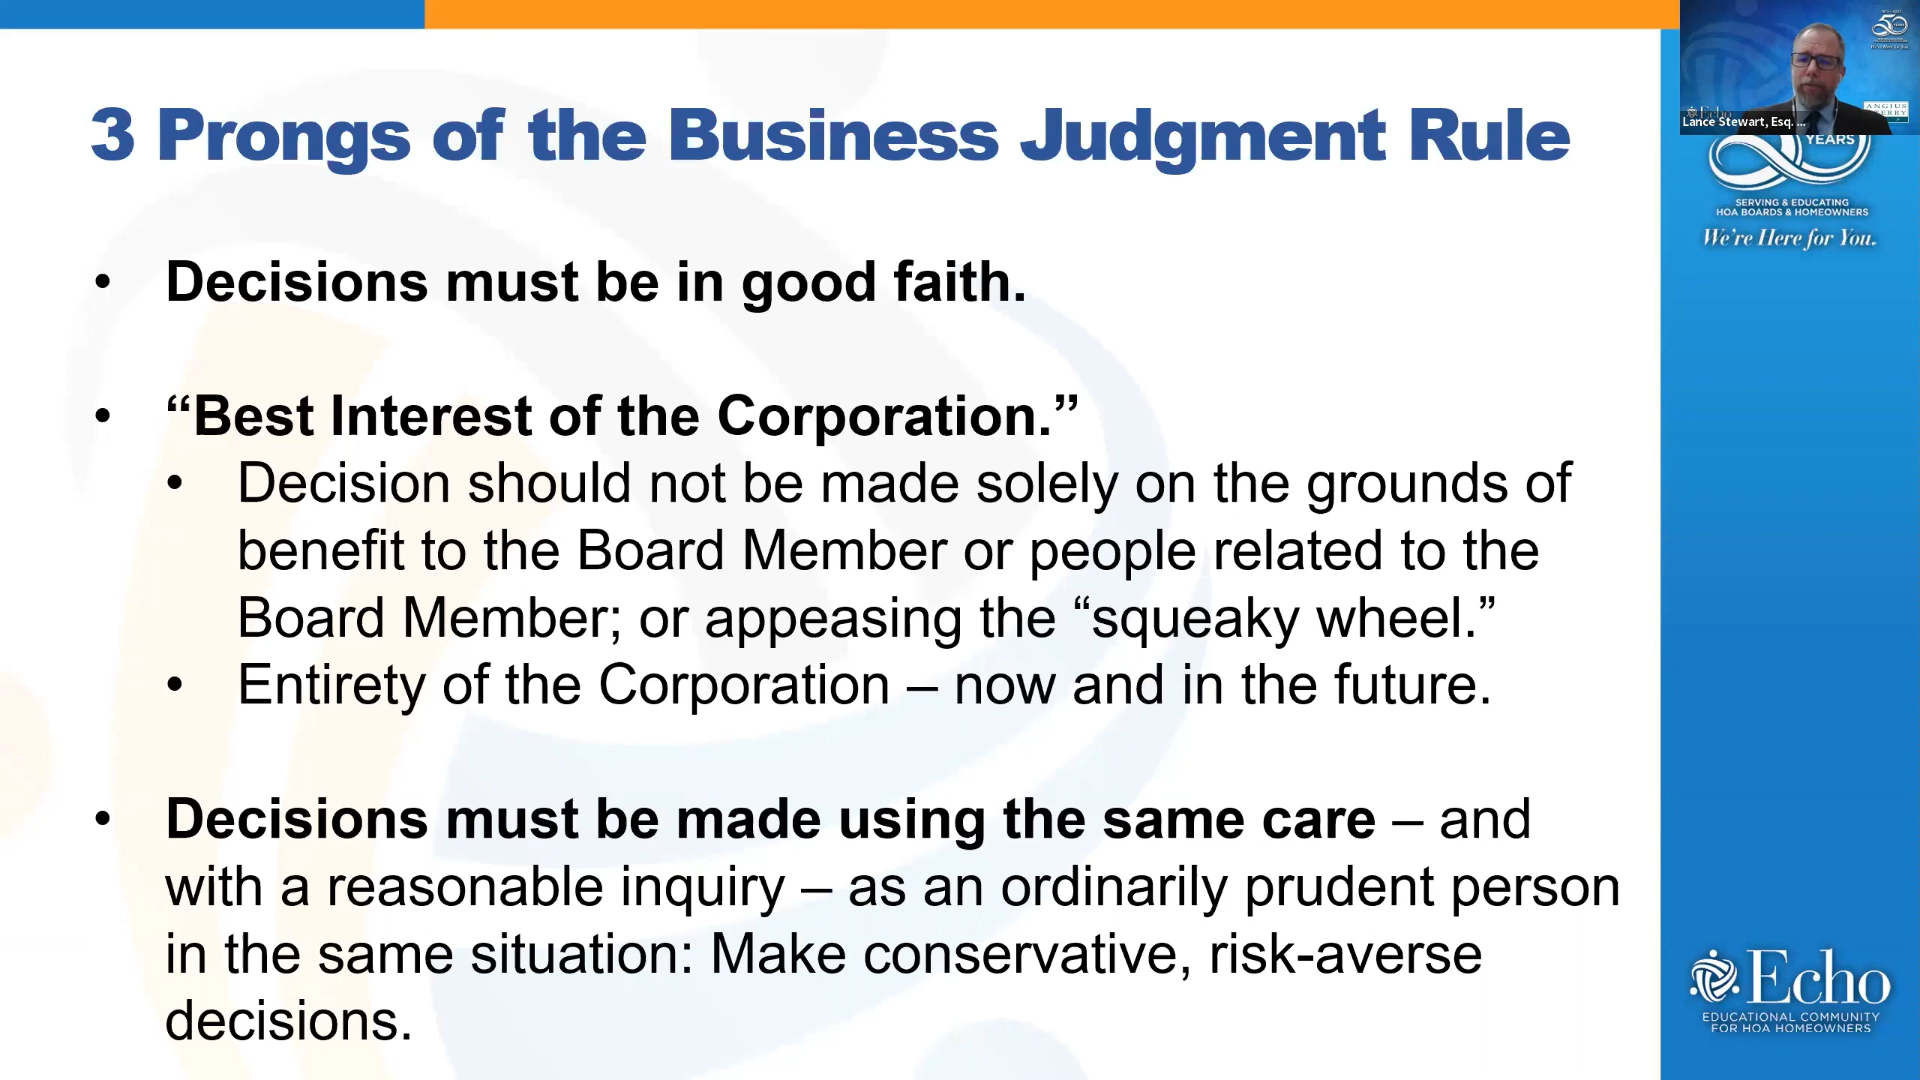 3 Prongs of the Business Judgment Rule
• Decisions must be in good faith.
• “Best Interest of the Corporation.”
• Decision should not be made solely on the grounds of
benefit to the Board Member or people related to the
Board Member; or appeasing the “squeaky wheel.”
• Entirety of the Corporation – now and in the future.
• Decisions must be made using the same care – and
with a reasonable inquiry – as an ordinarily prudent person
in the same situation: Make conservative, risk-averse
decisions.
50
Echo
ANGIUS
Lance Stewart, Esq. ...
YEARS
SERVING & EDUCATING
HOA BOARDS & HOMEOWNERS
We’re Here for You.
Echo
EDUCATIONAL COMMUNITY
FOR HOA HOMEOWNERS